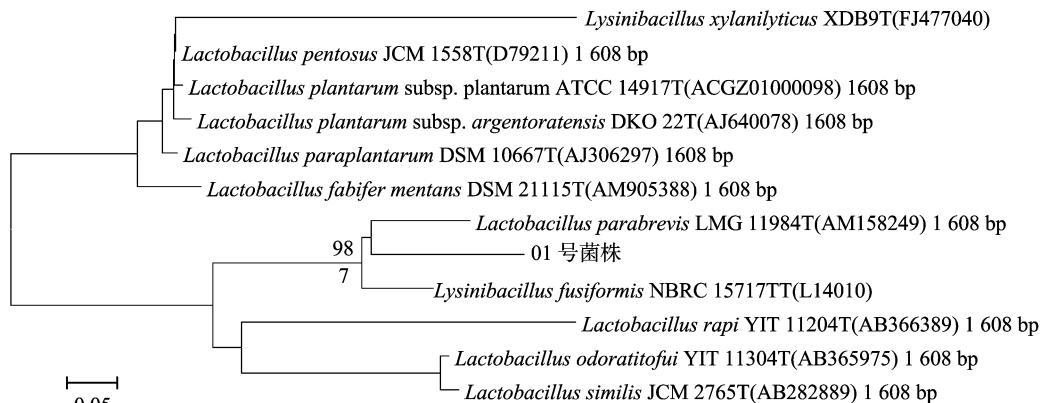 Lysinibacillus xylanilyticus XDB9T(FJ477040)
Lactobacillus pentosus JCM 1558T(D79211) 1 608 bp
Lactobacillus plantarum subsp. plantarum ATCC 14917T(ACGZ01000098) 1608 bp
Lactobacillus plantarum subsp. argentoratensis DKO 22T(AJ640078) 1608 bp
Lactobacillus paraplantarum DSM 10667T(AJ306297) 1608 bp
Lactobacillus fabifer mentans DSM 21115T(AM905388) 1 608 bp
Lactobacillus parabrevis LMG 11984T(AM158249) 1 608 bp
98
01 号菌株
7
Lysinibacillus fusiformis NBRC 15717TT(L14010)
Lactobacillus rapi YIT 11204T(AB366389) 1 608 bp
Lactobacillus odoratitofui YIT 11304T(AB365975) 1 608 bp
Lactobacillus similis JCM 2765T(AB282889) 1 608 bp
0.05